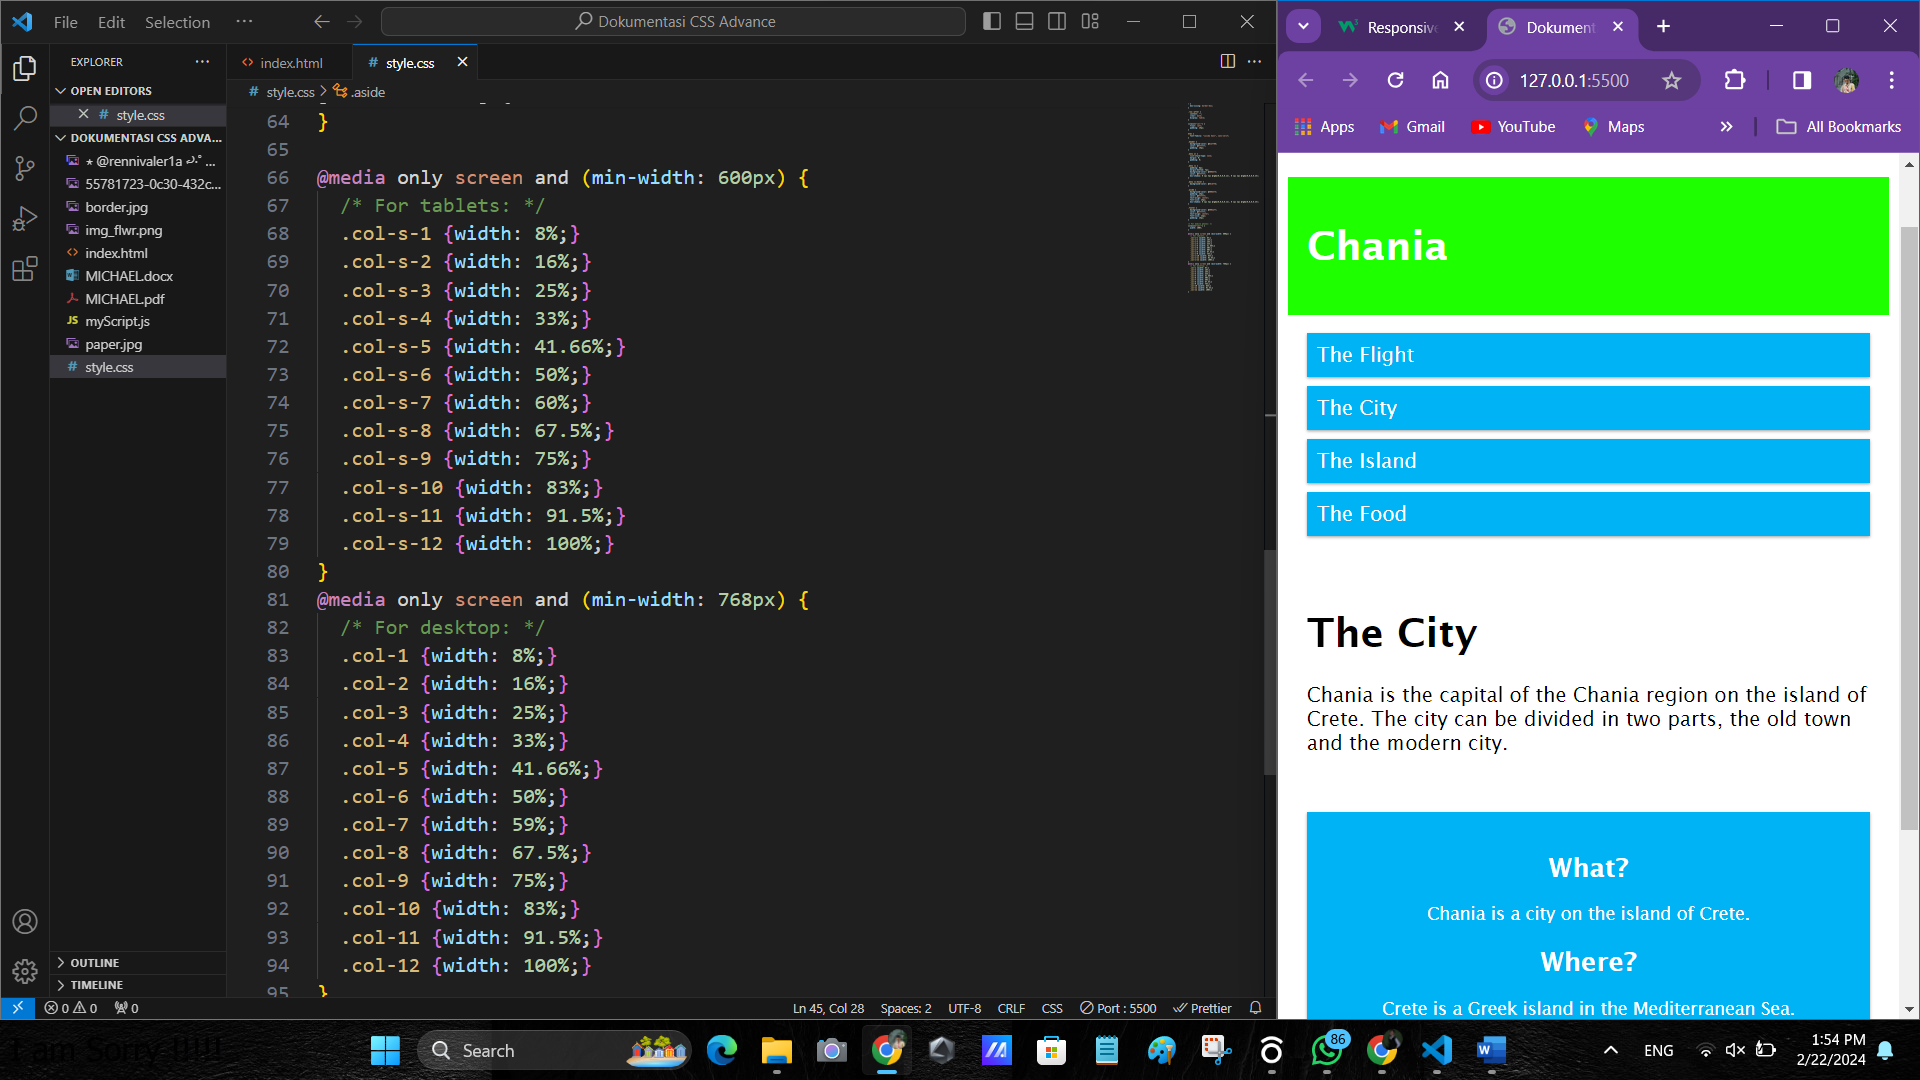 File Edit Selection ···
Dokumentasi CSS Advance
EXPLORER
OPEN EDITORS
style.css
DOKUMENTASI CSS ADVA...
55781723-0c30-432c...
border.jpg
img_flwr.png
index.html
MICHAEL.docx
MICHAEL.pdf
myScript.js
paper.jpg
style.css
OUTLINE
TIMELINE
index.html
style.css
style.css > .aside
64 }
65
66 @media only screen and (min-width: 600px) {
67 /* For tablets: */
68 .col-s-1 {width: 8%;}
69 .col-s-2 {width: 16%;}
70 .col-s-3 {width: 25%;}
71 .col-s-4 {width: 33%;}
72 .col-s-5 {width: 41.66%;}
73 .col-s-6 {width: 50%;}
74 .col-s-7 {width: 60%;}
75 .col-s-8 {width: 67.5%;}
76 .col-s-9 {width: 75%;}
77 .col-s-10 {width: 83%;}
78 .col-s-11 {width: 91.5%;}
79 .col-s-12 {width: 100%;}
80 }
81 @media only screen and (min-width: 768px) {
82 /* For desktop: */
83 .col-1 {width: 8%;}
84 .col-2 {width: 16%;}
85 .col-3 {width: 25%;}
86 .col-4 {width: 33%;}
87 .col-5 {width: 41.66%;}
88 .col-6 {width: 50%;}
89 .col-7 {width: 59%;}
90 .col-8 {width: 67.5%;}
91 .col-9 {width: 75%;}
92 .col-10 {width: 83%;}
93 .col-11 {width: 91.5%;}
94 .col-12 {width: 100%;}
95 }
0 0 0
Ln 45, Col 28 Spaces: 2 UTF-8 CRLF CSS Port : 5500 Prettier
Responsive
Dokument
127.0.0.1:5500
Apps Gmail YouTube Maps » All Bookmarks
Chania
The Flight
The City
The Island
The Food
The City
Chania is the capital of the Chania region on the island of
Crete. The city can be divided in two parts, the old town
and the modern city.
What?
Chania is a city on the island of Crete.
Where?
Crete is a Greek island in the Mediterranean Sea.
Search
86
ENG
1:54 PM
2/22/2024